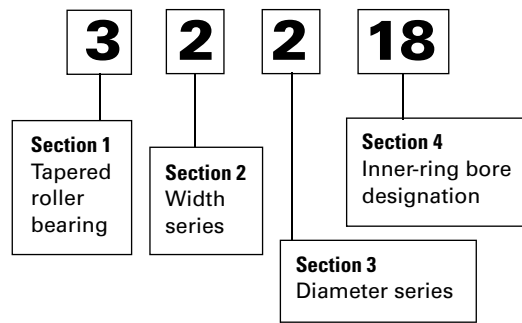 3 2 2 18
Section 1
Tapered
roller
bearing
Section 2
Width
series
Section 3
Diameter series
Section 4
Inner-ring bore
designation